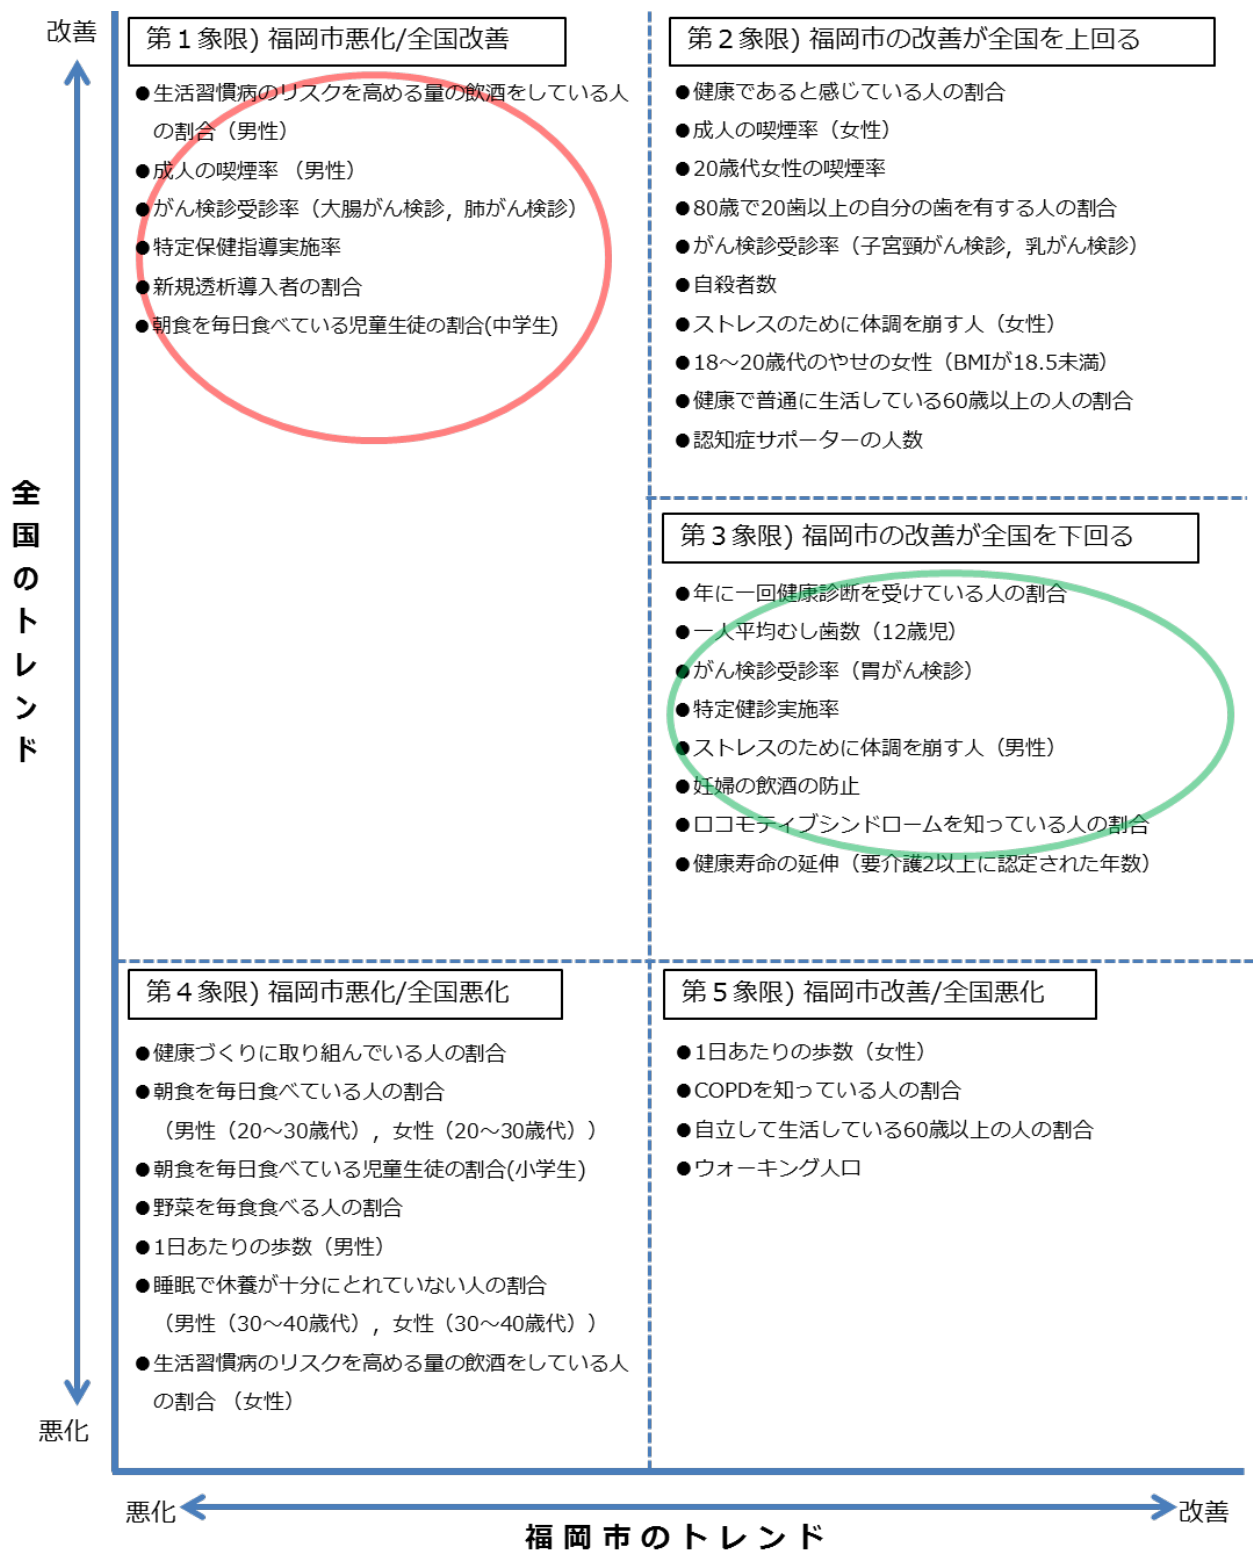 改善
第１象限) 福岡市悪化/全国改善
●生活習慣病のリスクを高める量の飲酒をしている人
の割合（男性）
●成人の喫煙率 （男性）
●がん検診受診率（大腸がん検診，肺がん検診）
●特定保健指導実施率
●新規透析導入者の割合
●朝食を毎日食べている児童生徒の割合(中学生)
第２象限) 福岡市の改善が全国を上回る
●健康であると感じている人の割合
●成人の喫煙率（女性）
●20歳代女性の喫煙率
●80歳で20歯以上の自分の歯を有する人の割合
●がん検診受診率（子宮頸がん検診，乳がん検診）
●自殺者数
●ストレスのために体調を崩す人（女性）
●18～20歳代のやせの女性（BMIが18.5未満）
●健康で普通に生活している60歳以上の人の割合
●認知症サポーターの人数
第３象限) 福岡市の改善が全国を下回る
●年に一回健康診断を受けている人の割合
●一人平均むし歯数（12歳児）
●がん検診受診率（胃がん検診）
●特定健診実施率
●ストレスのために体調を崩す人（男性）
●妊婦の飲酒の防止
●ロコモティブシンドロームを知っている人の割合
●健康寿命の延伸（要介護2以上に認定された年数）
全国のトレンド
第４象限) 福岡市悪化/全国悪化
●健康づくりに取り組んでいる人の割合
●朝食を毎日食べている人の割合
（男性（20～30歳代），女性（20～30歳代））
●朝食を毎日食べている児童生徒の割合(小学生)
●野菜を毎食食べる人の割合
●1日あたりの歩数（男性）
●睡眠で休養が十分にとれていない人の割合
（男性（30～40歳代），女性（30～40歳代））
●生活習慣病のリスクを高める量の飲酒をしている人
の割合 （女性）
第５象限) 福岡市改善/全国悪化
●1日あたりの歩数（女性）
●COPDを知っている人の割合
●自立して生活している60歳以上の人の割合
●ウォーキング人口
悪化
悪化
改善
福岡市のトレンド